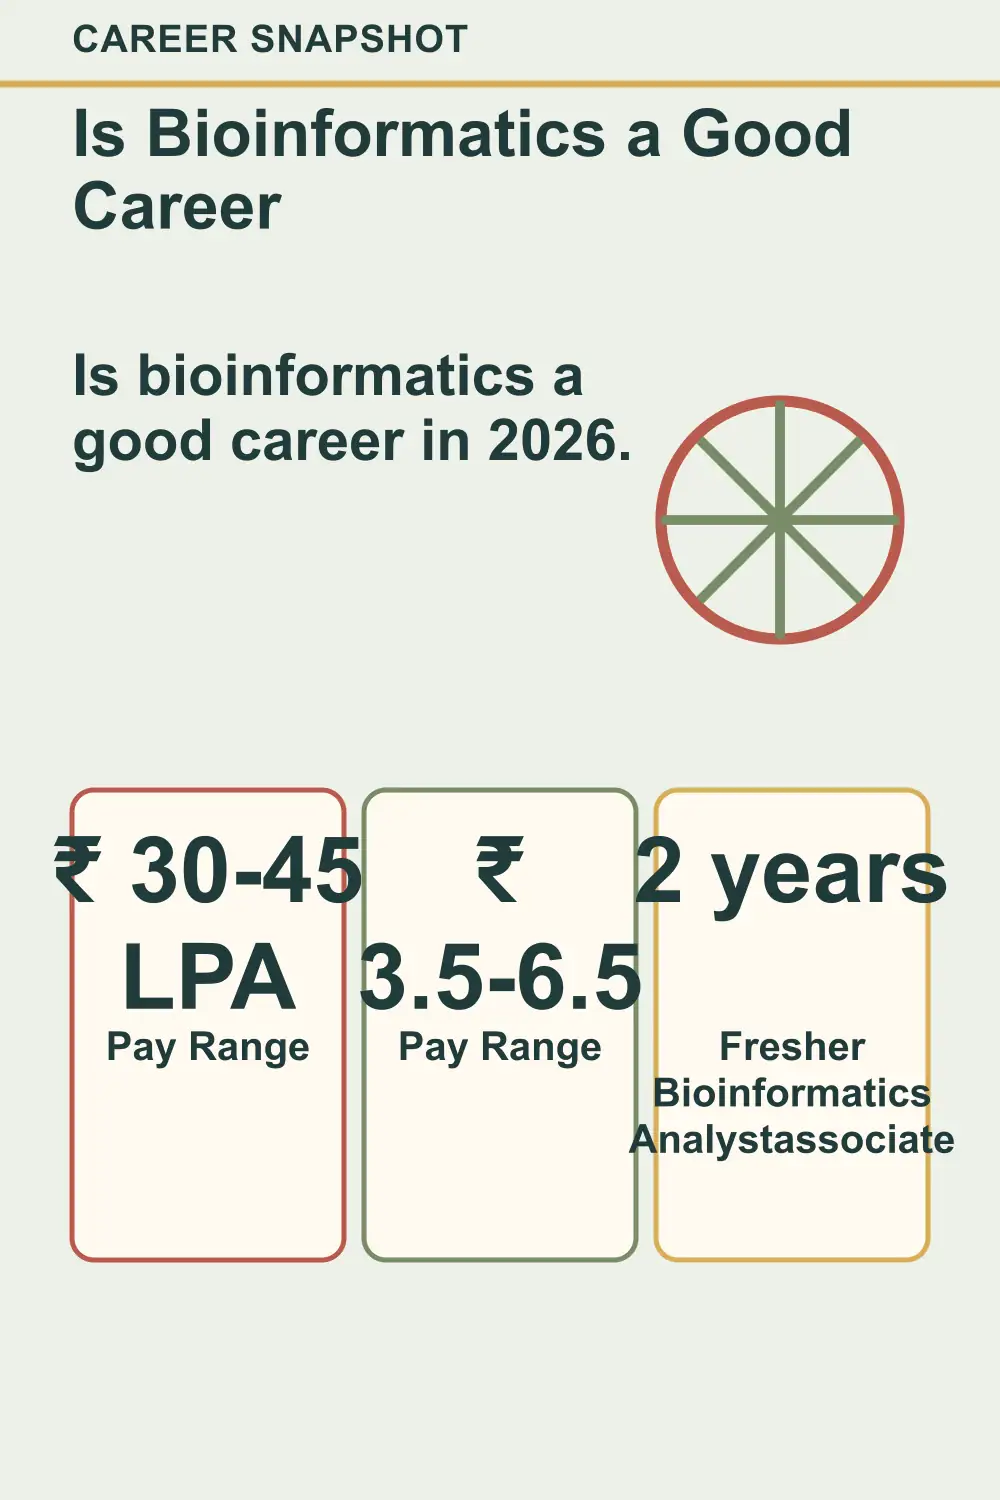 CAREER SNAPSHOT
Is Bioinformatics a Good
Career
Is bioinformatics a
good career in 2026.
₹ 30-45
LPA
Pay Range
₹
3.5-6.5
Pay Range
2 years
Fresher
Bioinformatics
Analystassociate